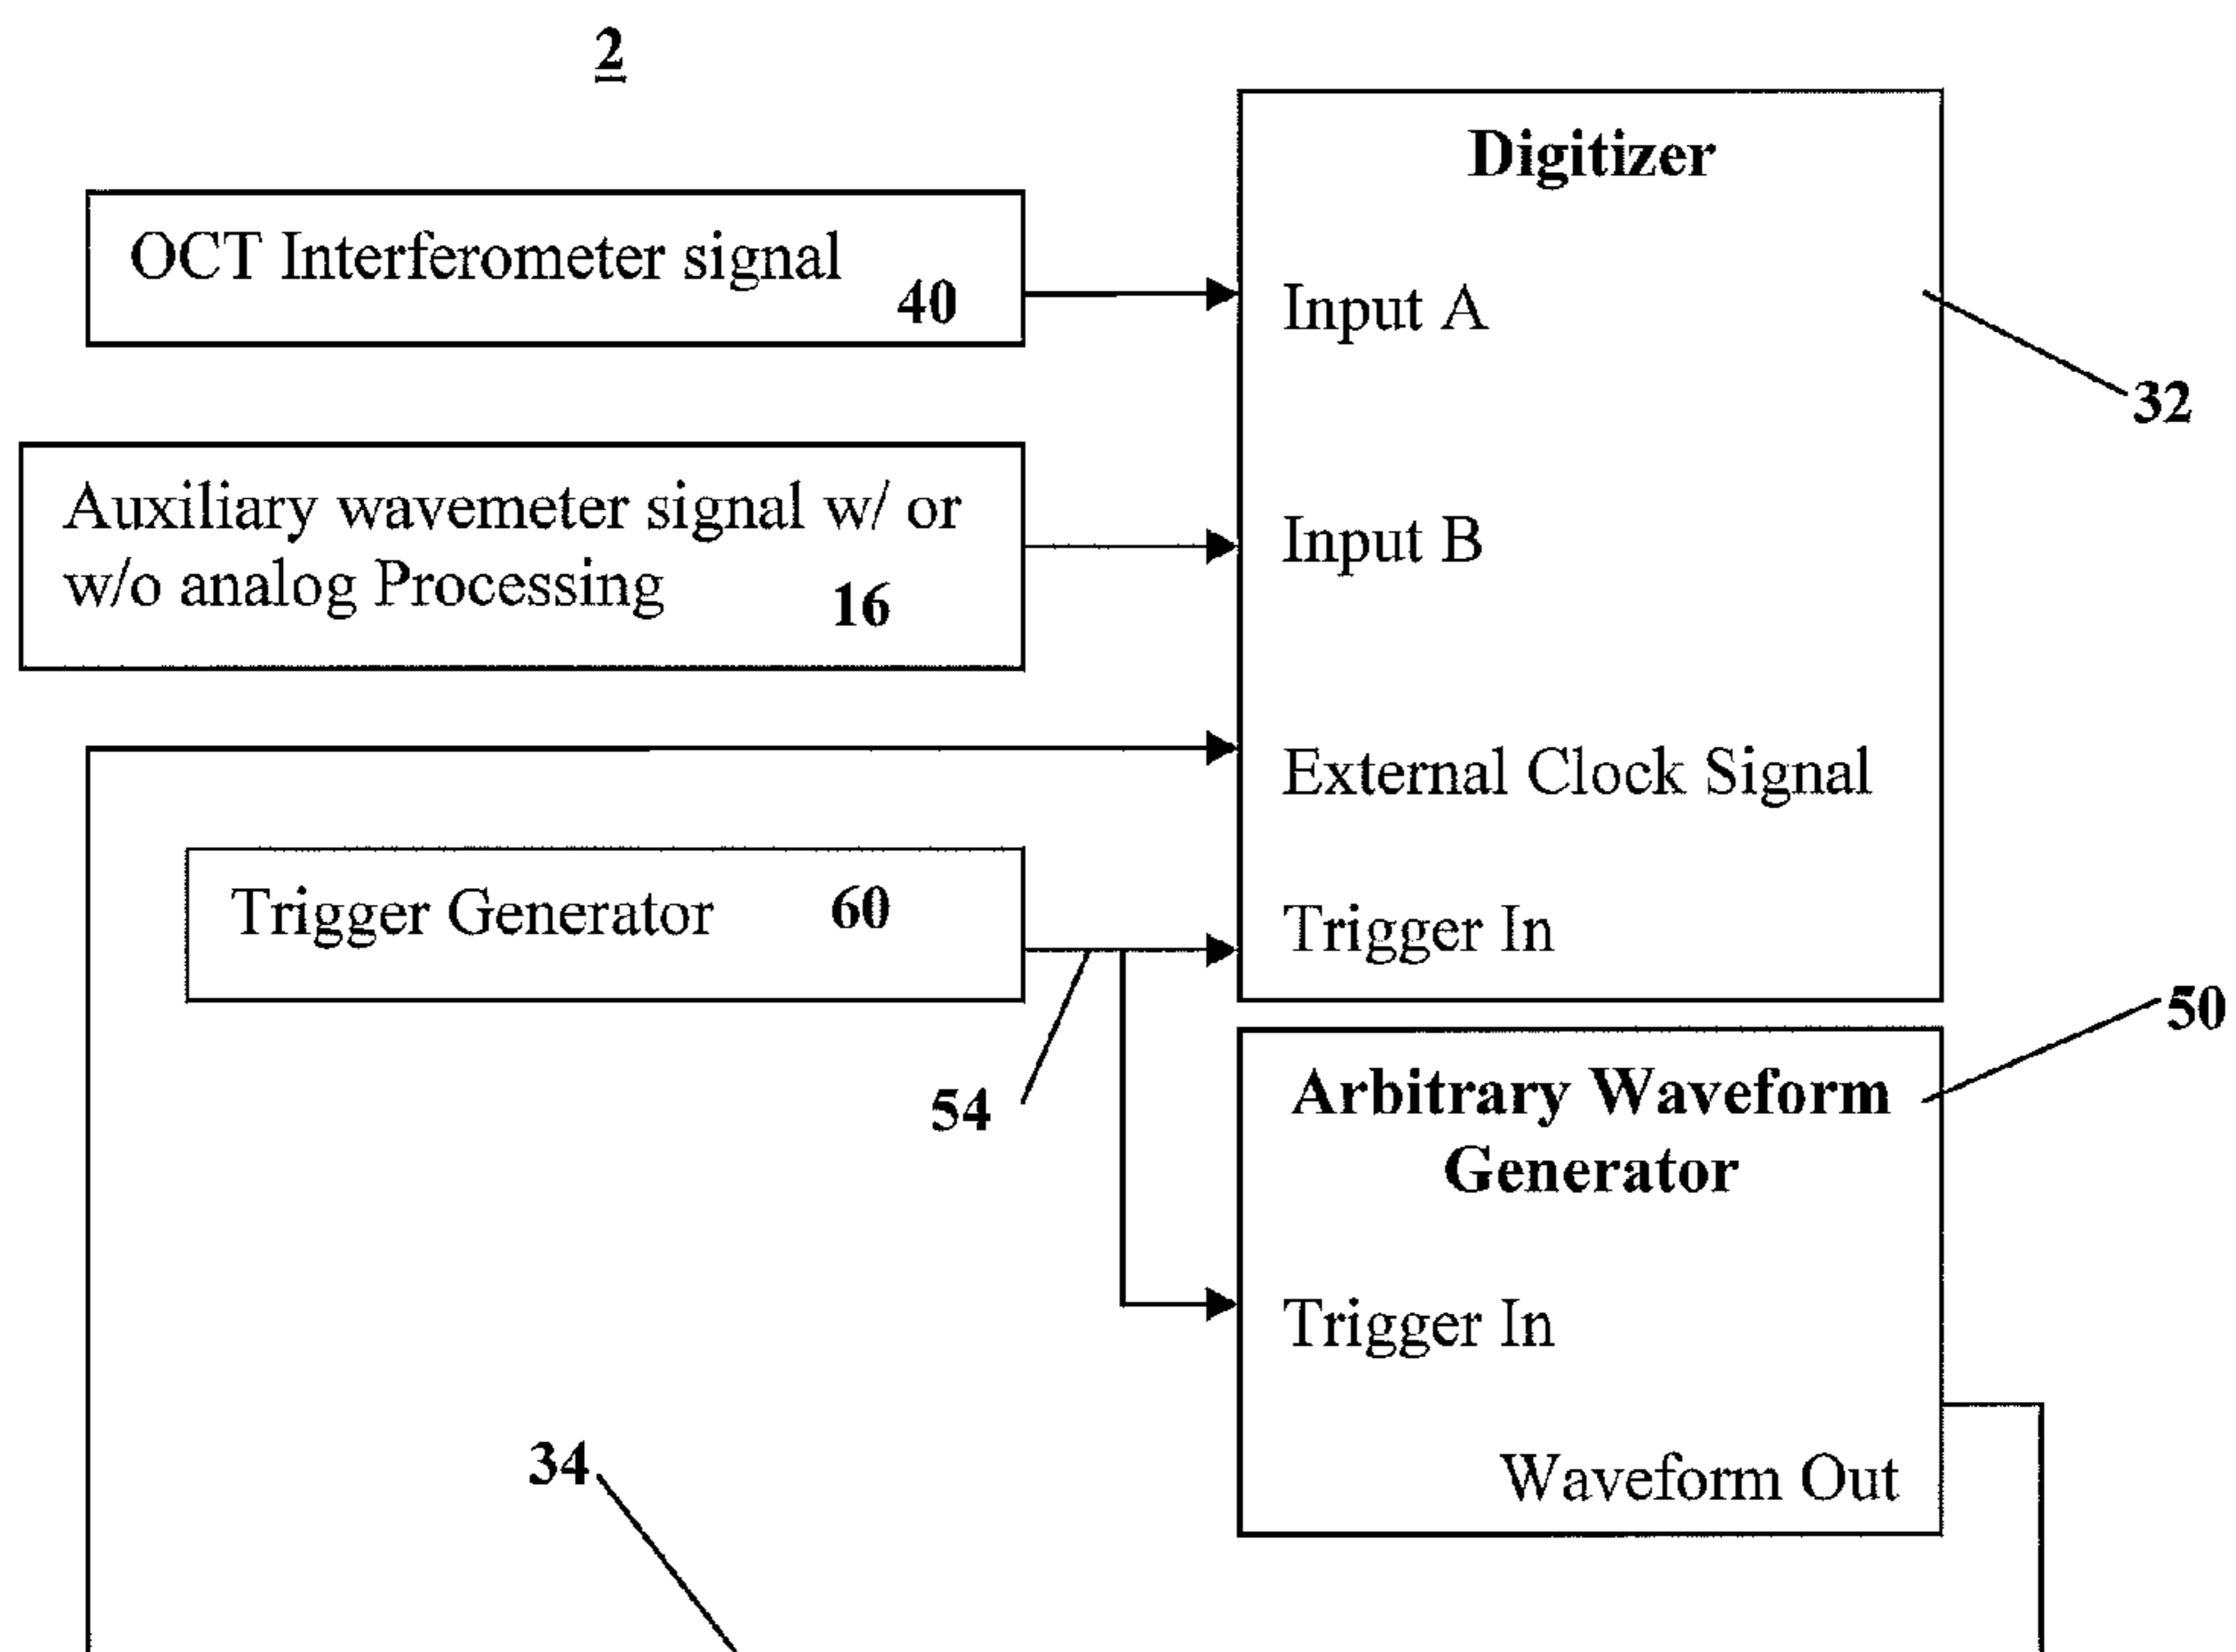 2
Digitizer
OCT Interferometer signal
40
Input A
32
Auxiliary wavemeter signal w/ or
w/o analog Processing
16
Input B
External Clock Signal
Trigger Generator
60
Trigger In
50
54
Arbitrary Waveform
Generator
Trigger In
34
Waveform Out